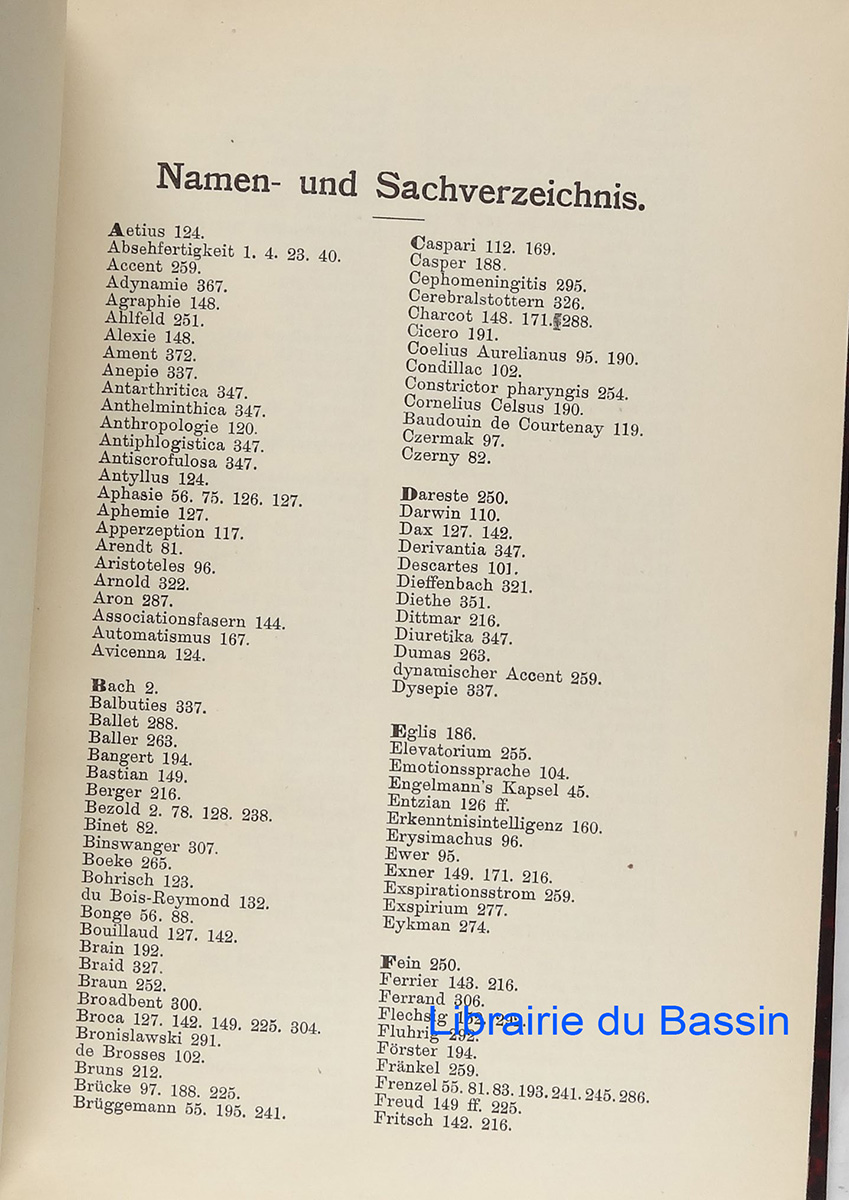 Namen- und Sachverzeichnis.
Aetius 124.
Absehfertigkeit 1. 4. 23. 40.
Accent 259.
Adynamie 367.
Agraphie 148.
Ahlfeld 251.
Alexie 148.
Ament 372.
Anepie 337.
Antarthritica 347.
Anthelminthica 347.
Anthropologie 120.
Antiphlogistica 347.
Antiscrofulosa 347.
Antyllus 124.
Aphasie 56. 75. 126. 127.
Aphemie 127.
Apperzeption 117.
Arendt 81.
Aristoteles 96.
Arnold 322.
Aron 287.
Associationsfasern 144.
Automatismus 167.
Avicenna 124.
Bach 2.
Balbuties 337.
Ballet 288.
Baller 263.
Bangert 194.
Bastian 149.
Berger 216.
Bezold 2. 78. 128. 238.
Binet 82.
Binswanger 307.
Boeke 265.
Bohrisch 123.
du Bois-Reymond 132.
Bonge 56. 88.
Bouillaud 127. 142.
Brain 192.
Braid 327.
Braun 252.
Broadbent 300.
Broca 127. 142. 149. 225. 304.
Bronislawski 291.
de Brosses 102.
Bruns 212.
Brücke 97. 188. 225.
Brüggemann 55. 195. 241.
Caspari 112. 169.
Casper 188.
Cephomeningitis 295.
Cerebralstottern 326.
Charcot 148. 171. 288.
Cicero 191.
Coelius Aurelianus 95. 190.
Condillac 102.
Constrictor pharyngis 254.
Cornelius Celsus 190.
Baudouin de Courtenay 119.
Czermak 97.
Czerny 82.
Dareste 250.
Darwin 110.
Dax 127. 142.
Derivantia 347.
Descartes 101.
Dieffenbach 321.
Diethe 351.
Dittmar 216.
Diuretika 347.
Dumas 263.
dynamischer Accent 259.
Dysepie 337.
Eglis 186.
Elevatorium 255.
Emotionssprache 104.
Engelmann's Kapsel 45.
Entzian 126 ff.
Erkenntnisintelligenz 160.
Erysimachus 96.
Ewer 95.
Exner 149. 171. 216.
Exspirationsstrom 259.
Exspirium 277.
Eykman 274.
Fein 250.
Ferrier 143. 216.
Ferrand 306.
Flechsig
Fluhrig 292.
Förster 194.
Fränkel 259.
Frenzel 55. 81. 83. 193. 241. 245. 286.
Freud 149 ff. 225.
Fritsch 142. 216.
Librairie du Bassin